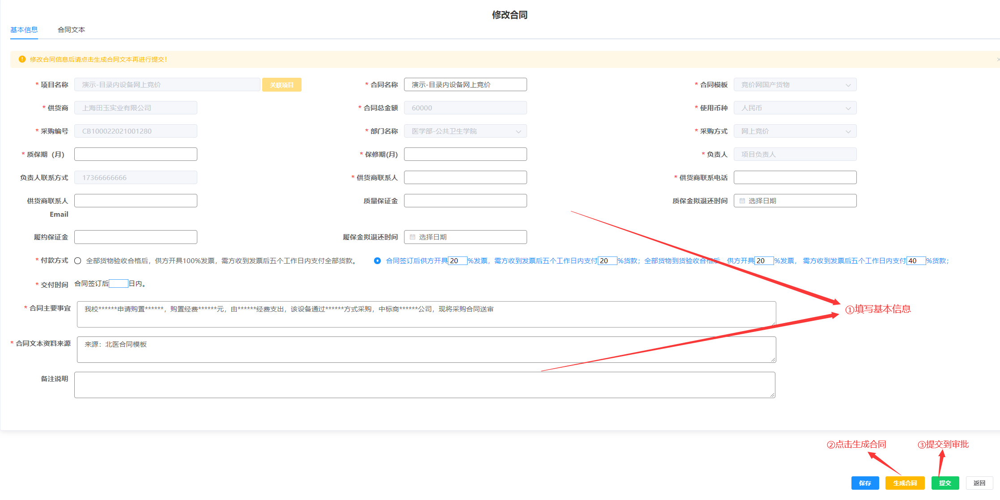 修改合同
基本信息 合同文本
修改合同信息后请点击生成合同文本再进行提交！
* 项目名称 演示-目录内设备网上竞价 关联项目 * 合同名称 演示-目录内设备网上竞价 * 合同模板 竞价网国产货物
* 供货商 上海田玉实业有限公司 * 合同总金额 60000 * 使用币种 人民币
* 采购编号 CB100022021001280 * 部门名称 医学部-公共卫生学院 * 采购方式 网上竞价
* 质保期（月） * 保修期(月) * 负责人 项目负责人
负责人联系方式 17366666666 * 供货商联系人 * 供货商联系电话
供货商联系人 质量保证金 质保金拟退还时间 选择日期
Email
履约保证金 履保金拟退还时间 选择日期
* 付款方式 全部货物验收合格后，供方开具100%发票，需方收到发票后五个工作日内支付全部货款。 合同签订后供方开具20%发票，需方收到发票后五个工作日内支付20%货款；全部货物到货验收合格后，供方开具20%发票， 需方收到发票后五个工作日内支付40%货款；
* 交付时间 合同签订后 日内。
* 合同主要事宜 我校******申请购置******，购置经费******元，由******经费支出，该设备通过******方式采购，中标商******公司，现将采购合同送审
①填写基本信息
* 合同文本资料来源 来源：北医合同模板
备注说明
②点击生成合同 ③提交到审批
保存 生成合同 提交 返回